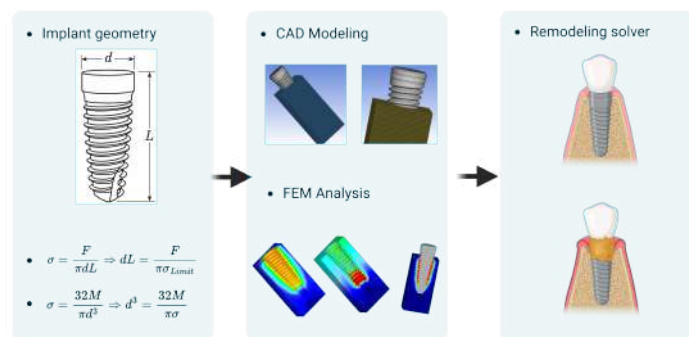 • Implant geometry
d
L
• σ = F/πdL ⇒ dL = F/πσ_Limit
• σ = 32M/πd³ ⇒ d³ = 32M/πσ
• CAD Modeling
• FEM Analysis
• Remodeling solver